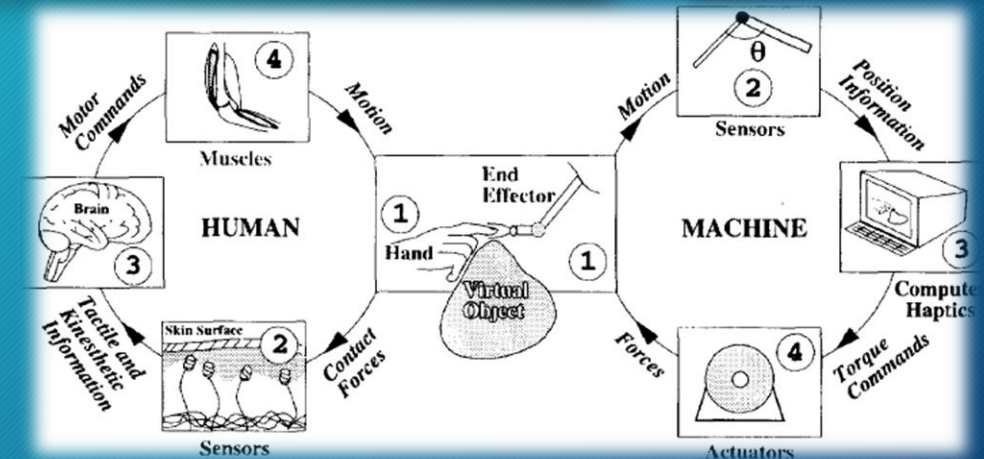 4
Muscles
Motor
Commands
Motion
Brain
3
HUMAN
1
Hand
End
Effector
1
Virtual
Object
Tactile and
Kinesthetic
Information
Skin Surface
2
Sensors
Contact
Forces
Motion
θ
2
Sensors
Position
Information
MACHINE
3
Compute
Haptics
Forces
4
Actuators
Torque
Commands